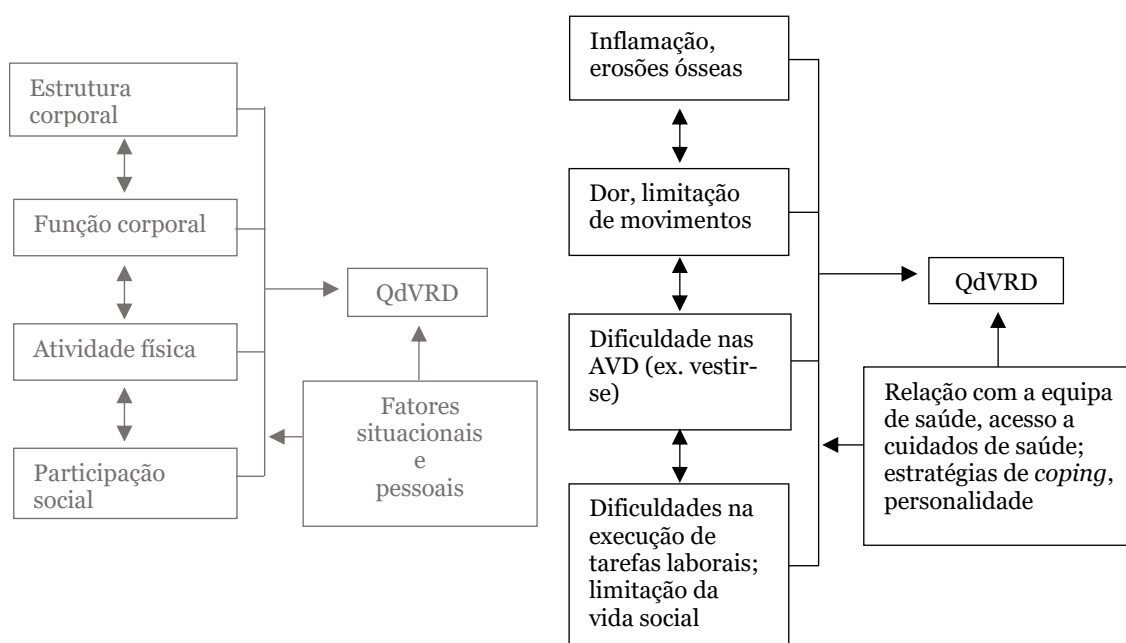 Estrutura
corporal
Função corporal
Atividade física
Participação
social
QdVRD
Fatores
situacionais
e
pessoais
Inflamação,
erosões ósseas
Dor, limitação
de movimentos
Dificuldade nas
AVD (ex. vestir-
se)
Dificuldades na
execução de
tarefas laborais;
limitação da
vida social
QdVRD
Relação com a equipa
de saúde, acesso a
cuidados de saúde;
estratégias de coping,
personalidade